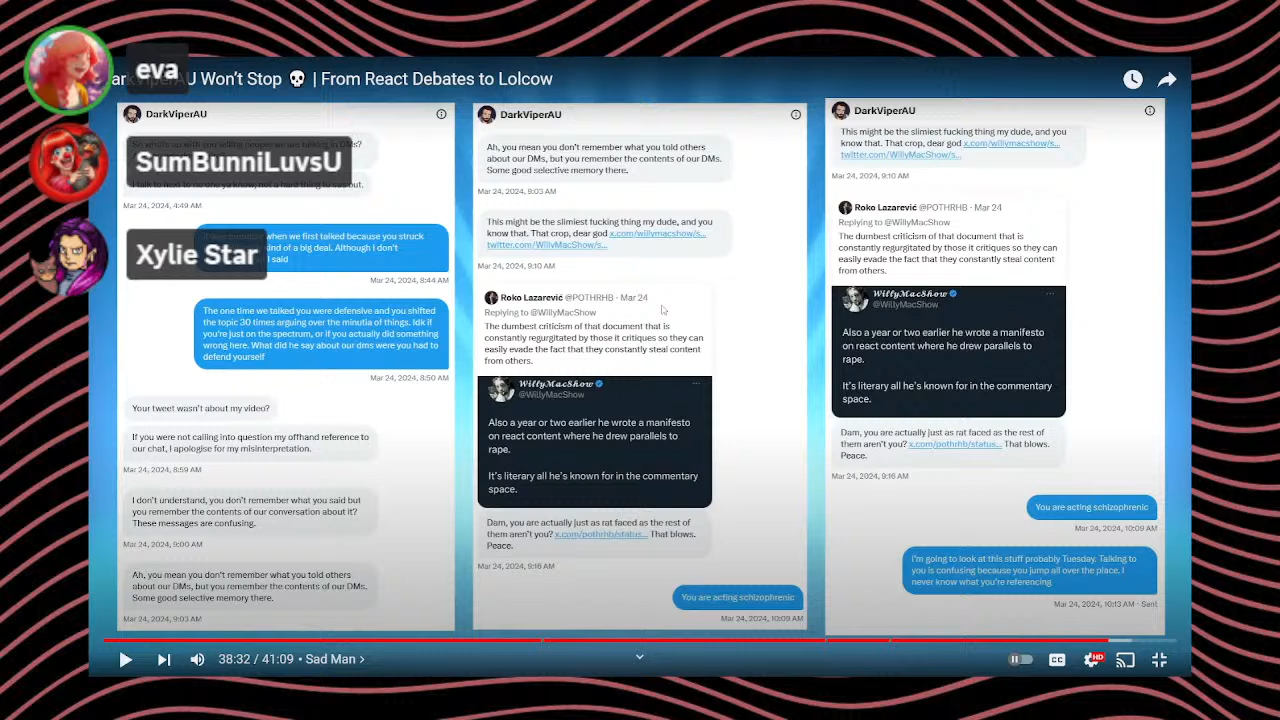 arkViperAU Won't Stop 💀 | From React Debates to Lolcow
eva
SumBunniLuvsU
Xylie Star
DarkViperAU
talk to next to no one ya know, not a hard thing to sus out.
Mar 24, 2024, 4:49 AM
when we first talked because you struck
kind of a big deal. Although I don't
I said
Mar 24, 2024, 8:44 AM
The one time we talked you were defensive and you shifted
the topic 30 times arguing over the minutia of things. Idk if
you're just on the spectrum, or if you actually did something
wrong here. What did he say about our dms were you had to
defend yourself
Mar 24, 2024, 8:50 AM
Your tweet wasn't about my video?
If you were not calling into question my offhand reference to
our chat, I apologise for my misinterpretation.
Mar 24, 2024, 8:59 AM
I don't understand, you don't remember what you said but
you remember the contents of our conversation about it?
These messages are confusing.
Mar 24, 2024, 9:00 AM
Ah, you mean you don't remember what you told others
about our DMs, but you remember the contents of our DMs.
Some good selective memory there.
Mar 24, 2024, 9:03 AM
DarkViperAU
Ah, you mean you don't remember what you told others
about our DMs, but you remember the contents of our DMs.
Some good selective memory there.
Mar 24, 2024, 9:03 AM
This might be the slimiest fucking thing my dude, and you
know that. That crop, dear god x.com/willymacshow/s...
twitter.com/WillyMacShow/s...
Mar 24, 2024, 9:10 AM
Roko Lazarević @POTHRHB · Mar 24
Replying to @WillyMacShow
The dumbest criticism of that document that is
constantly regurgitated by those it critiques so they can
easily evade the fact that they constantly steal content
from others.
WillyMacShow
@WillyMacShow
Also a year or two earlier he wrote a manifesto
on react content where he drew parallels to
rape.
It's literary all he's known for in the commentary
space.
Dam, you are actually just as rat faced as the rest of
them aren't you? x.com/pothrhb/status... That blows.
Peace.
Mar 24, 2024, 9:16 AM
You are acting schizophrenic
Mar 24, 2024, 10:09 AM
DarkViperAU
This might be the slimiest fucking thing my dude, and you
know that. That crop, dear god x.com/willymacshow/s...
twitter.com/WillyMacShow/s...
Mar 24, 2024, 9:10 AM
Roko Lazarević @POTHRHB · Mar 24
Replying to @WillyMacShow
The dumbest criticism of that document that is
constantly regurgitated by those it critiques so they can
easily evade the fact that they constantly steal content
from others.
WillyMacShow
@WillyMacShow
Also a year or two earlier he wrote a manifesto
on react content where he drew parallels to
rape.
It's literary all he's known for in the commentary
space.
Dam, you are actually just as rat faced as the rest of
them aren't you? x.com/pothrhb/status... That blows.
Peace.
Mar 24, 2024, 9:16 AM
You are acting schizophrenic
Mar 24, 2024, 10:09 AM
I'm going to look at this stuff probably Tuesday. Talking to
you is confusing because you jump all over the place. I
never know what you're referencing
Mar 24, 2024, 10:13 AM · Sent
38:32 / 41:09 • Sad Man >
CC
HD